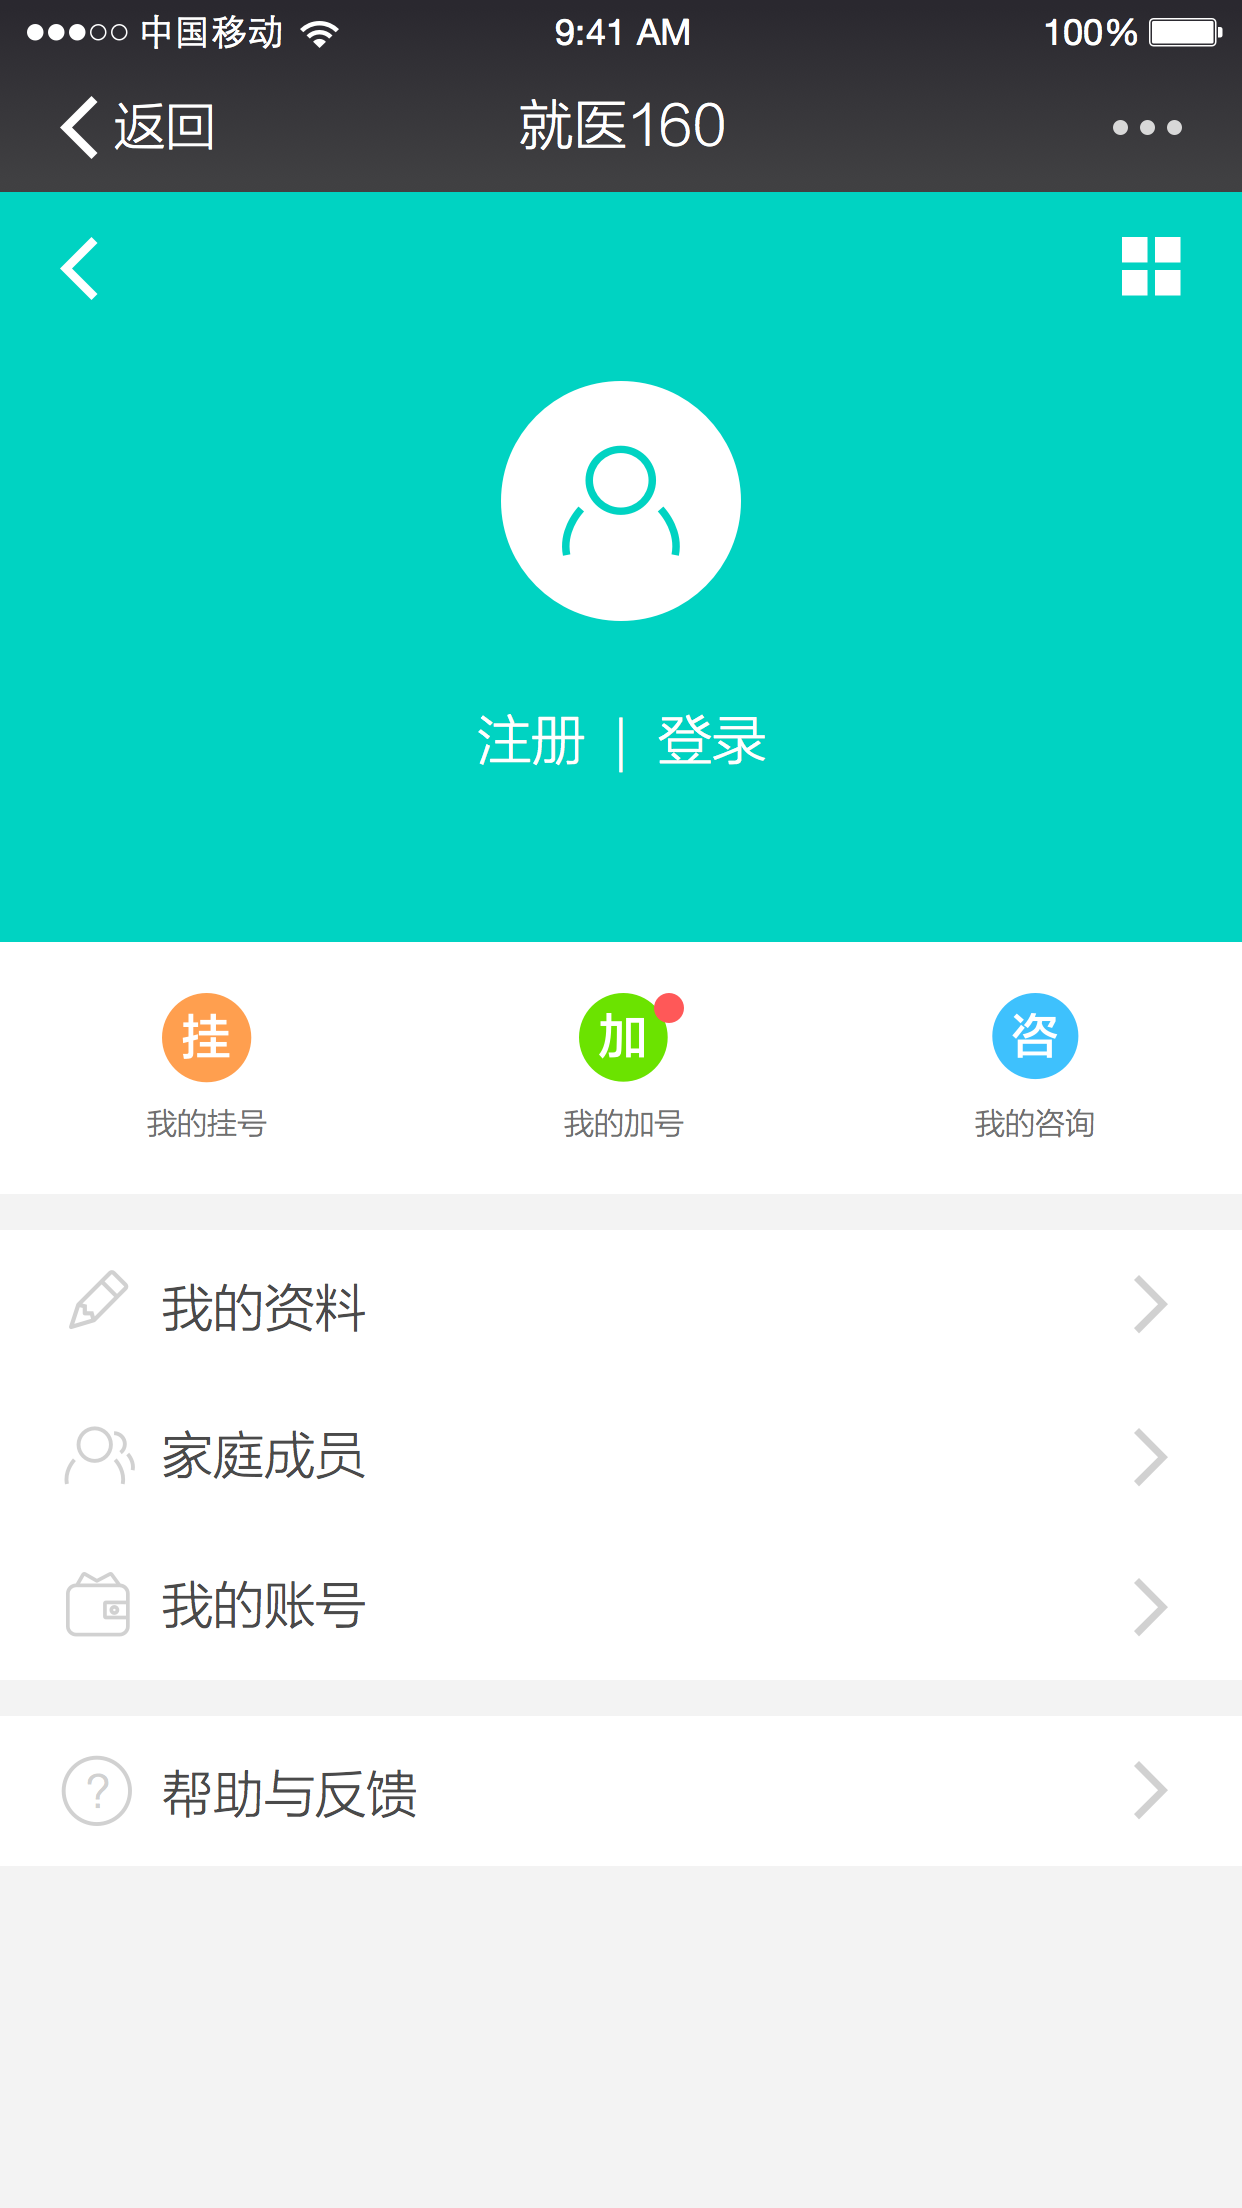 中国移动 9:41 AM 100%
返回 就医160
注册 | 登录
挂 加 咨
我的挂号 我的加号 我的咨询
我的资料
家庭成员
我的账号
? 帮助与反馈